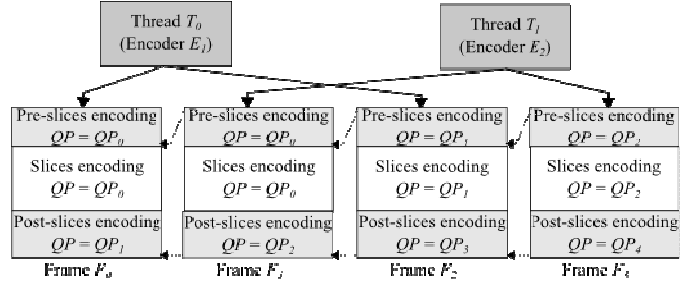 Thread T0
(Encoder E1)
Thread T1
(Encoder E2)
Pre-slices encoding
QP = QP0
Slices encoding
QP = QP0
Post-slices encoding
QP = QP1
Frame F0
Pre-slices encoding
QP = QP0
Slices encoding
QP = QP0
Post-slices encoding
QP = QP2
Frame F1
Pre-slices encoding
QP = QP1
Slices encoding
QP = QP1
Post-slices encoding
QP = QP3
Frame F2
Pre-slices encoding
QP = QP2
Slices encoding
QP = QP2
Post-slices encoding
QP = QP4
Frame